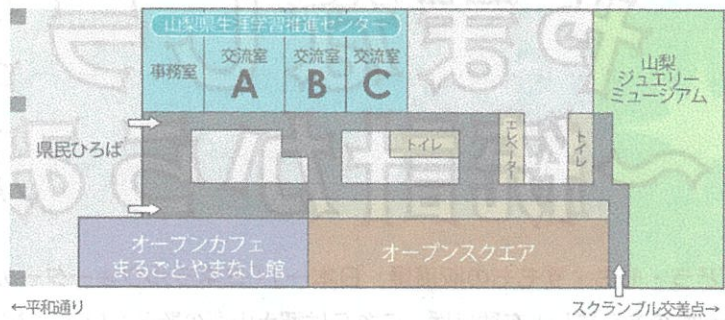 山梨県生涯学習推進センター
事務室
交流室
A
交流室
B
交流室
C
山梨
ジュエリー
ミュージアム
県民ひろば
トイレ
エレベーター
トイレ
オープンカフェ
まるごとやまなし館
オープンスクエア
←平和通り
スクランブル交差点→